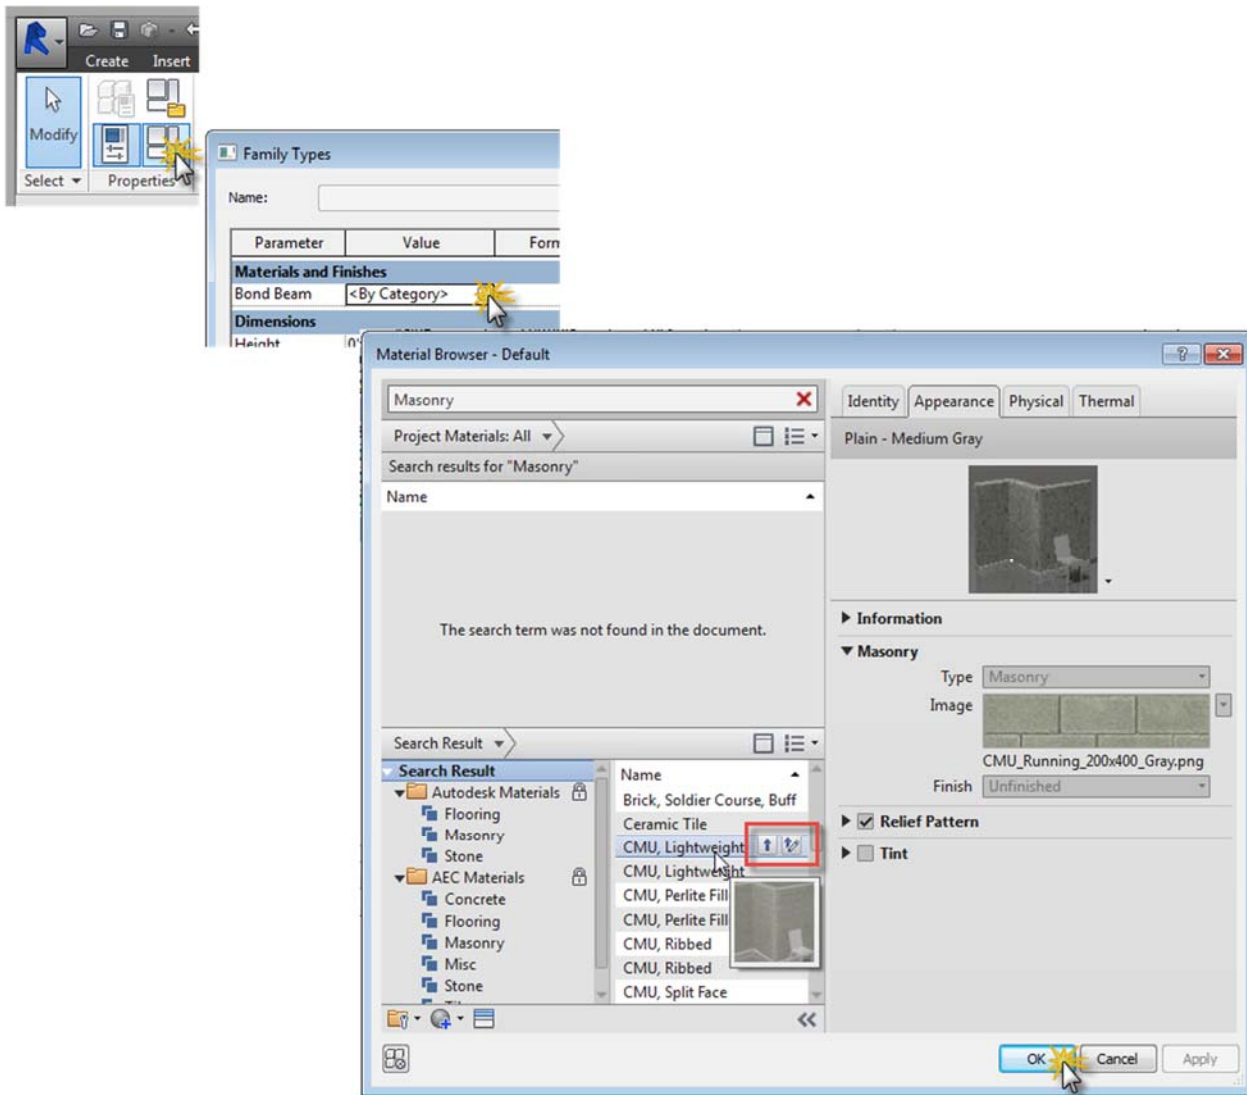 Create Insert
Modify
Select Properties
Family Types
Name:
Parameter Value Form
Materials and Finishes
Bond Beam <By Category>
Dimensions
Height 0'
Material Browser - Default
Masonry
Identity Appearance Physical Thermal
Project Materials: All
Plain - Medium Gray
Search results for "Masonry"
Name
The search term was not found in the document.
Information
Masonry
Type Masonry
Image
CMU_Running_200x400_Gray.png
Finish Unfinished
Relief Pattern
Tint
Search Result
Search Result
Autodesk Materials
Flooring
Masonry
Stone
AEC Materials
Concrete
Flooring
Masonry
Misc
Stone
Name
Brick, Soldier Course, Buff
Ceramic Tile
CMU, Lightweight
CMU, Lightweight
CMU, Perlite Fill
CMU, Perlite Fill
CMU, Ribbed
CMU, Ribbed
CMU, Split Face
OK Cancel Apply